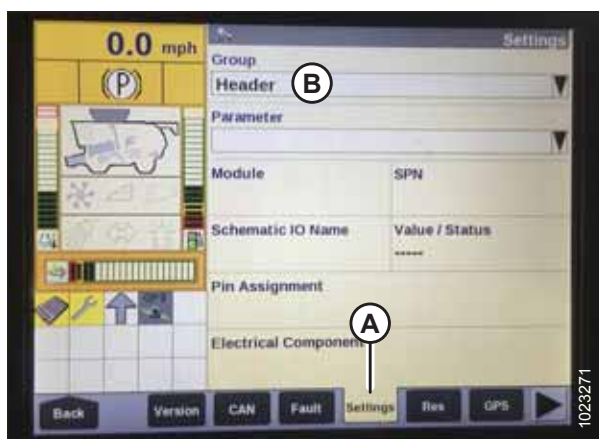 0.0 mph
(P)
Settings
Group
Header
B
Parameter
Module SPN
Schematic IO Name Value / Status
-----
Pin Assignment
A
Electrical Component
Back Version CAN Fault Settings Res GPS
1023271